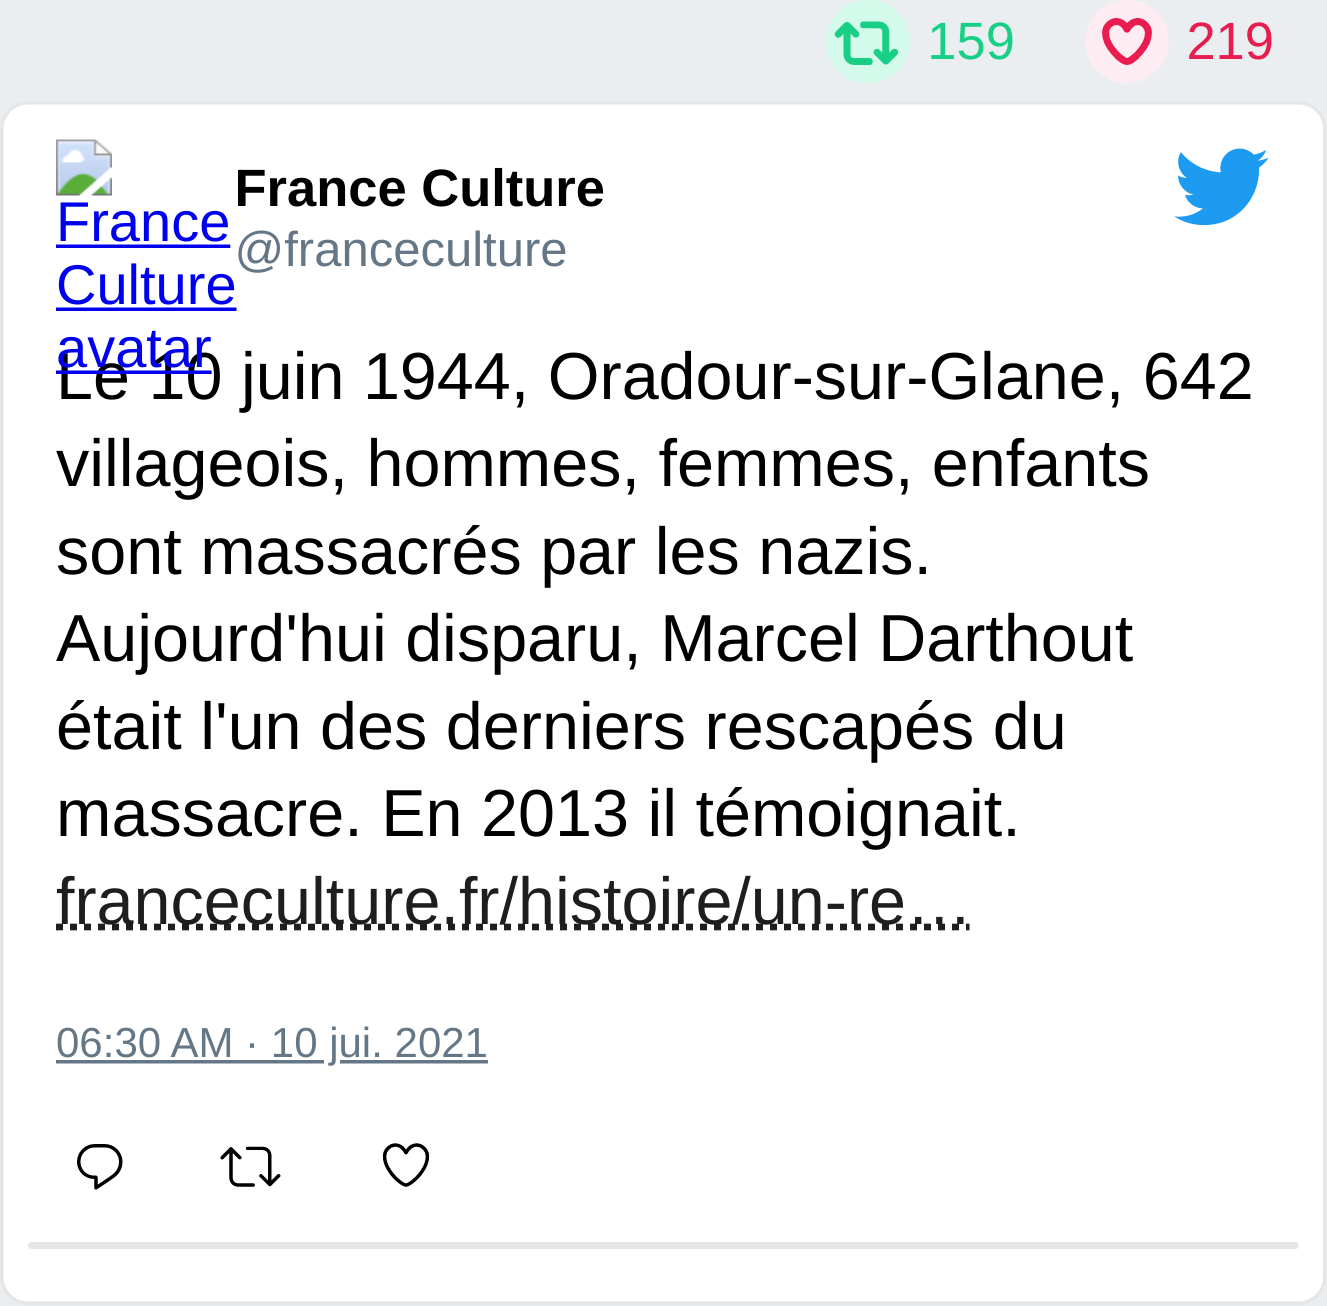 159 219
France Culture avatar
France Culture
@franceculture
Le 10 juin 1944, Oradour-sur-Glane, 642
villageois, hommes, femmes, enfants
sont massacrés par les nazis.
Aujourd'hui disparu, Marcel Darthout
était l'un des derniers rescapés du
massacre. En 2013 il témoignait.
franceculture.fr/histoire/un-re…
06:30 AM · 10 jui. 2021